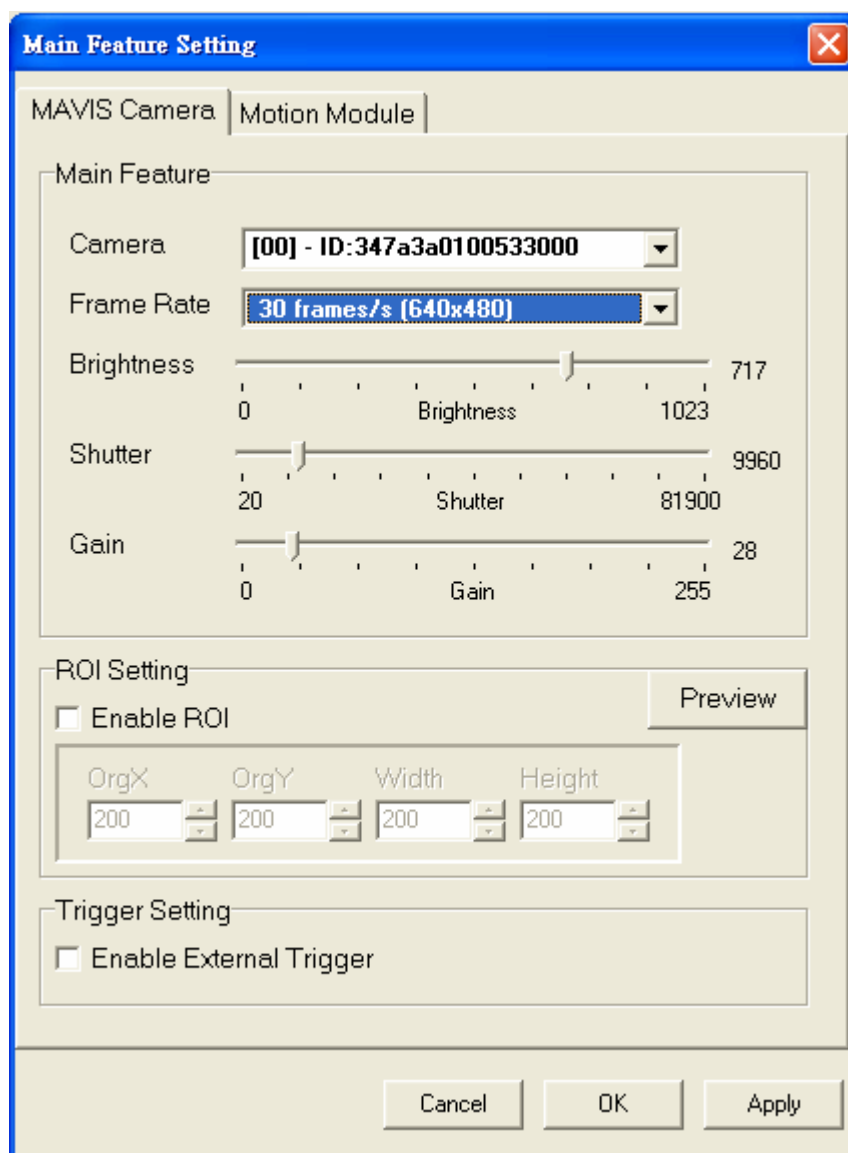 Main Feature Setting
MAVIS Camera Motion Module
Main Feature
Camera [00] - ID:347a3a0100533000
Frame Rate 30 frames/s (640x480)
Brightness 717
0 Brightness 1023
Shutter 9960
20 Shutter 81900
Gain 28
0 Gain 255
ROI Setting
Preview
Enable ROI
OrgX OrgY Width Height
200 200 200 200
Trigger Setting
Enable External Trigger
Cancel OK Apply